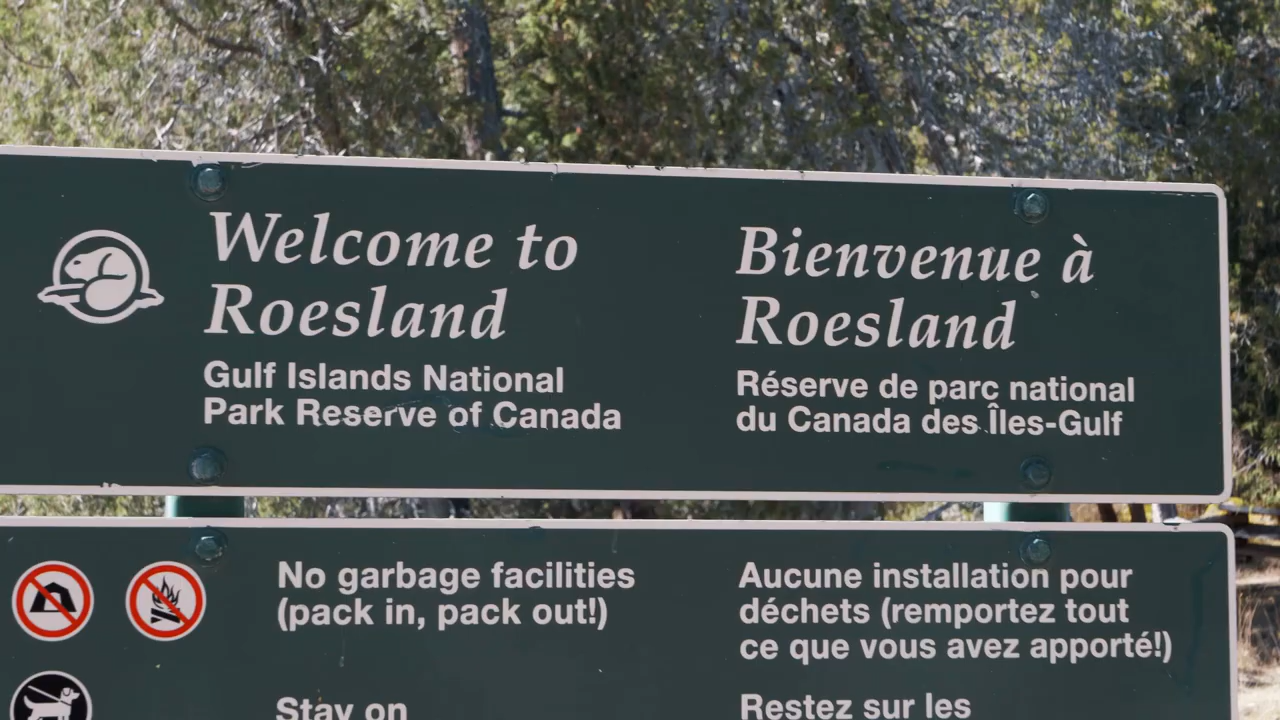 Welcome to
Roesland
Gulf Islands National
Park Reserve of Canada
Bienvenue à
Roesland
Réserve de parc national
du Canada des Îles-Gulf
No garbage facilities
(pack in, pack out!)
Stay on
Aucune installation pour
déchets (remportez tout
ce que vous avez apporté!)
Restez sur les